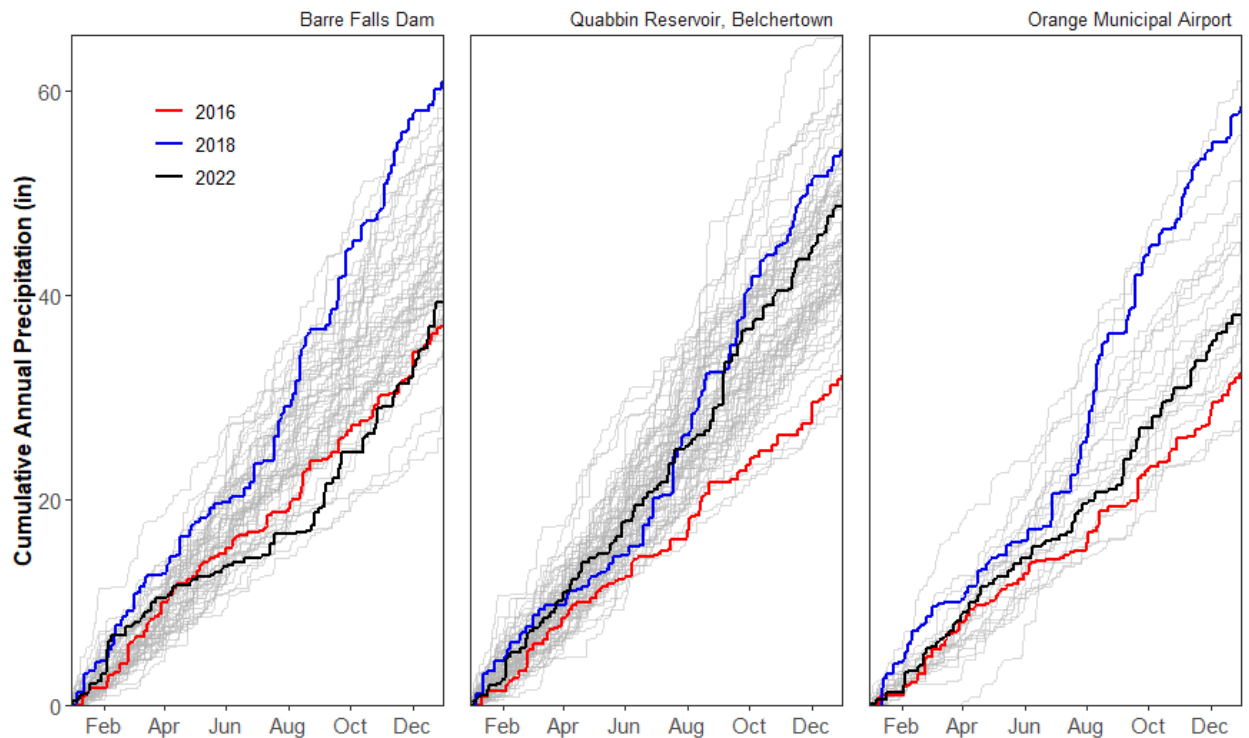 Barre Falls Dam
Quabbin Reservoir, Belchertown
Orange Municipal Airport
Cumulative Annual Precipitation (in)
60
40
20
0
2016
2018
2022
Feb Apr Jun Aug Oct Dec
Feb Apr Jun Aug Oct Dec
Feb Apr Jun Aug Oct Dec